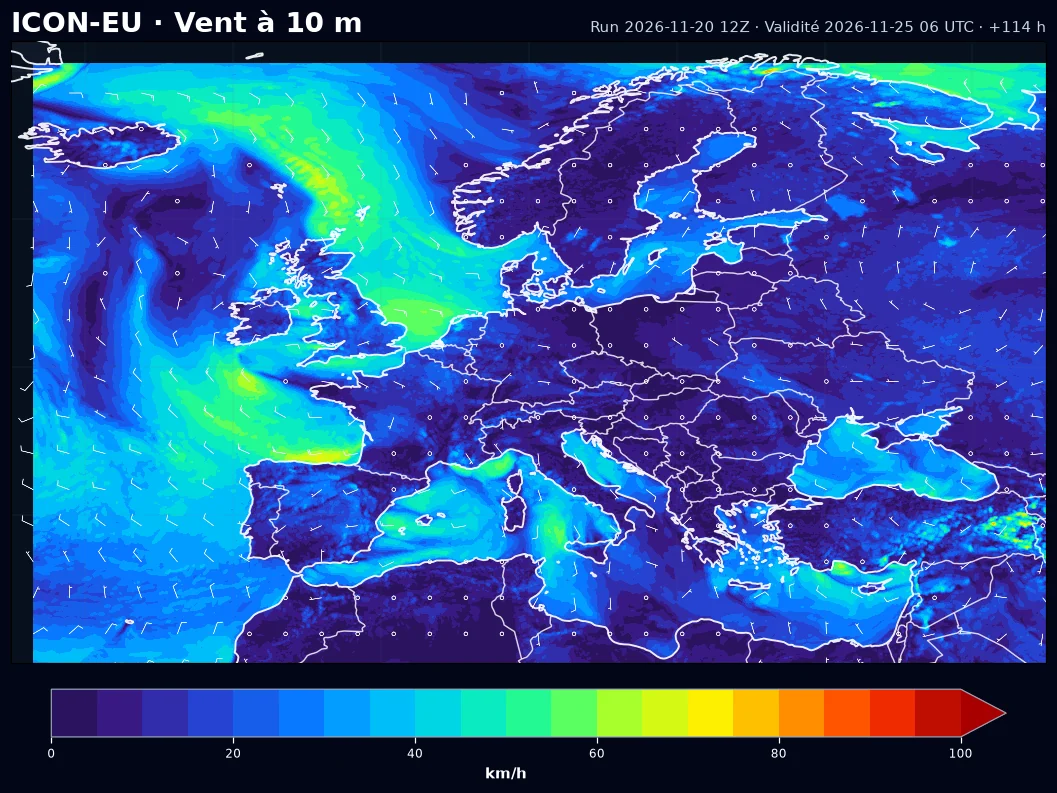 ICON-EU · Vent à 10 m
Run 2026-11-20 12Z · Validité 2026-11-25 06 UTC · +114 h
0 20 40 60 80 100
km/h